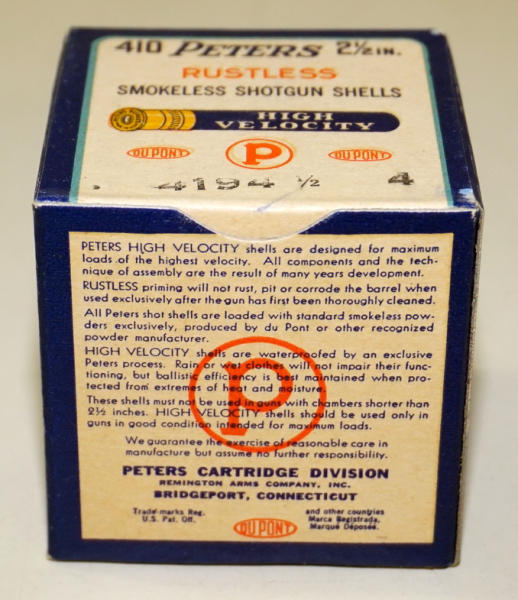 410 PETERS 2½ IN.
RUSTLESS
SMOKELESS SHOTGUN SHELLS
HIGH
VELOCITY
DU PONT P DU PONT
4194 ½ 4
PETERS HIGH VELOCITY shells are designed for maximum
loads of the highest velocity. All components and the tech-
nique of assembly are the result of many years development.
RUSTLESS priming will not rust, pit or corrode the barrel when
used exclusively after the gun has first been thoroughly cleaned.
All Peters shot shells are loaded with standard smokeless pow-
ders exclusively, produced by du Pont or other recognized
powder manufacturer.
HIGH VELOCITY shells are waterproofed by an exclusive
Peters process. Rain or wet clothes will not impair their func-
tioning, but ballistic efficiency is best maintained when pro-
tected from extremes of heat and moisture.
These shells must not be used in guns with chambers shorter than
2½ inches. HIGH VELOCITY shells should be used only in
guns in good condition intended for maximum loads.
P
We guarantee the exercise of reasonable care in
manufacture but assume no further responsibility.
PETERS CARTRIDGE DIVISION
REMINGTON ARMS COMPANY, INC.
BRIDGEPORT, CONNECTICUT
Trade-marks Reg.
U.S. Pat. Off.
DU PONT
and other countries
Marca Registrada,
Marque Déposée.